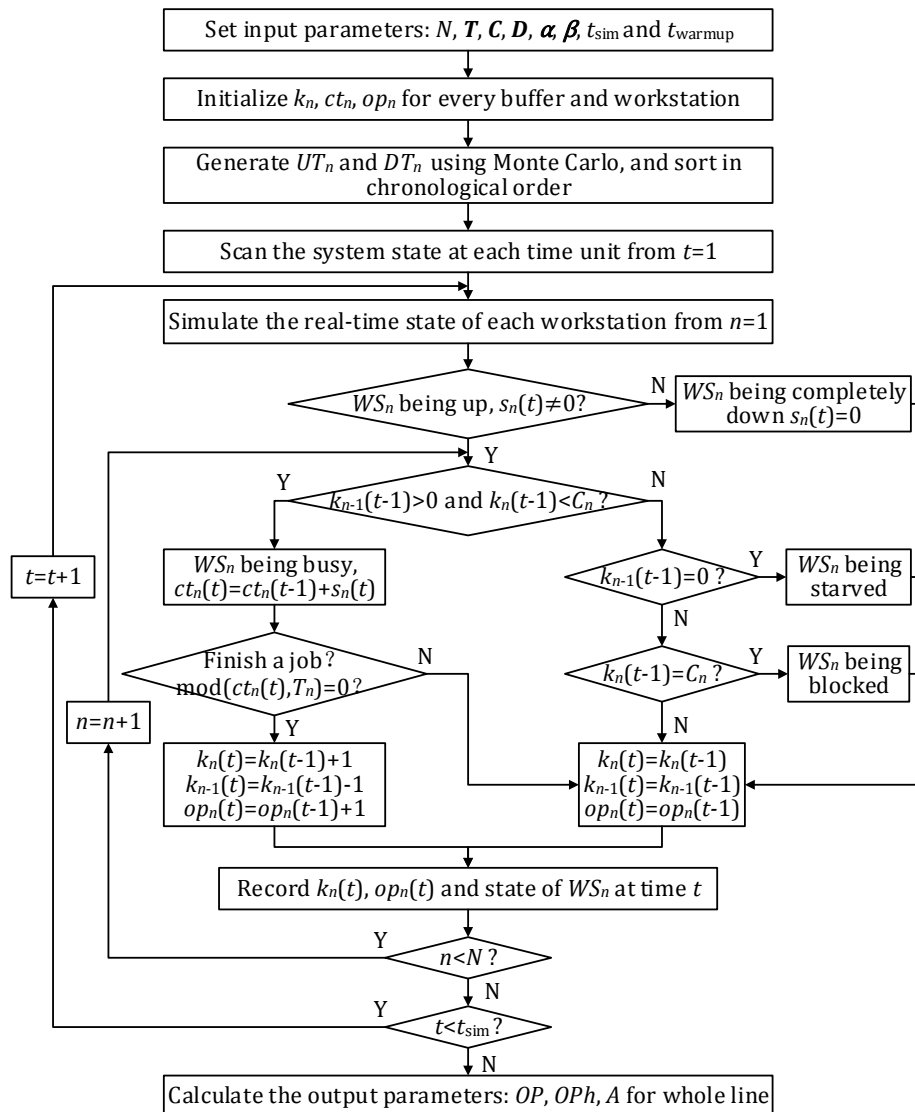 Set input parameters: N, T, C, D, α, β, tsim and twarmup
Initialize kn, ctn, opn for every buffer and workstation
Generate UTn and DTn using Monte Carlo, and sort in
chronological order
Scan the system state at each time unit from t=1
Simulate the real-time state of each workstation from n=1
WSn being up, sn(t)≠0?
N
WSn being completely
down sn(t)=0
Y
Y
kn-1(t-1)>0 and kn(t-1)<Cn ?
N
t=t+1
WSn being busy,
ctn(t)=ctn(t-1)+sn(t)
kn-1(t-1)=0 ?
Y
WSn being
starved
N
Finish a job?
mod(ctn(t),Tn)=0?
N
kn(t-1)=Cn ?
Y
WSn being
blocked
n=n+1
Y
N
kn(t)=kn(t-1)+1
kn-1(t)=kn-1(t-1)-1
opn(t)=opn(t-1)+1
kn(t)=kn(t-1)
kn-1(t)=kn-1(t-1)
opn(t)=opn(t-1)
Record kn(t), opn(t) and state of WSn at time t
Y
n<N ?
N
Y
t<tsim ?
N
Calculate the output parameters: OP, OPh, A for whole line